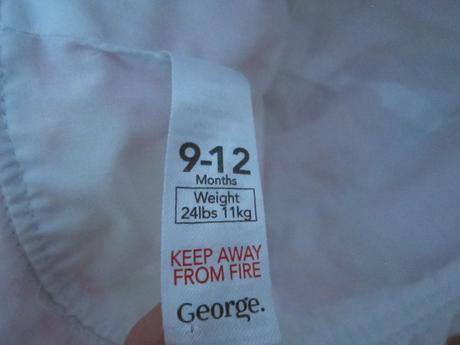 9-12
Months
Weight
24lbs 11kg
KEEP AWAY
FROM FIRE
George.